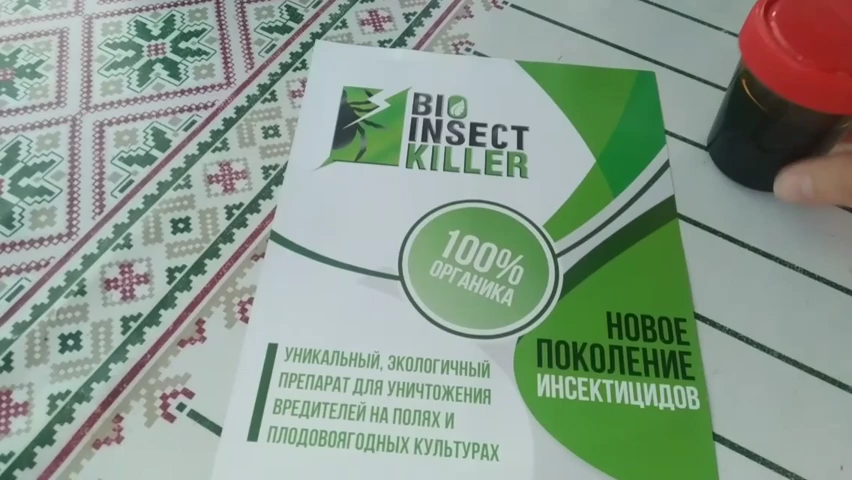 BIO
INSECT
KILLER
100%
ОРГАНИКА
НОВОЕ
ПОКОЛЕНИЕ
ИНСЕКТИЦИДОВ
УНИКАЛЬНЫЙ, ЭКОЛОГИЧНЫЙ
ПРЕПАРАТ ДЛЯ УНИЧТОЖЕНИЯ
ВРЕДИТЕЛЕЙ НА ПОЛЯХ И
ПЛОДОВОЯГОДНЫХ КУЛЬТУРАХ